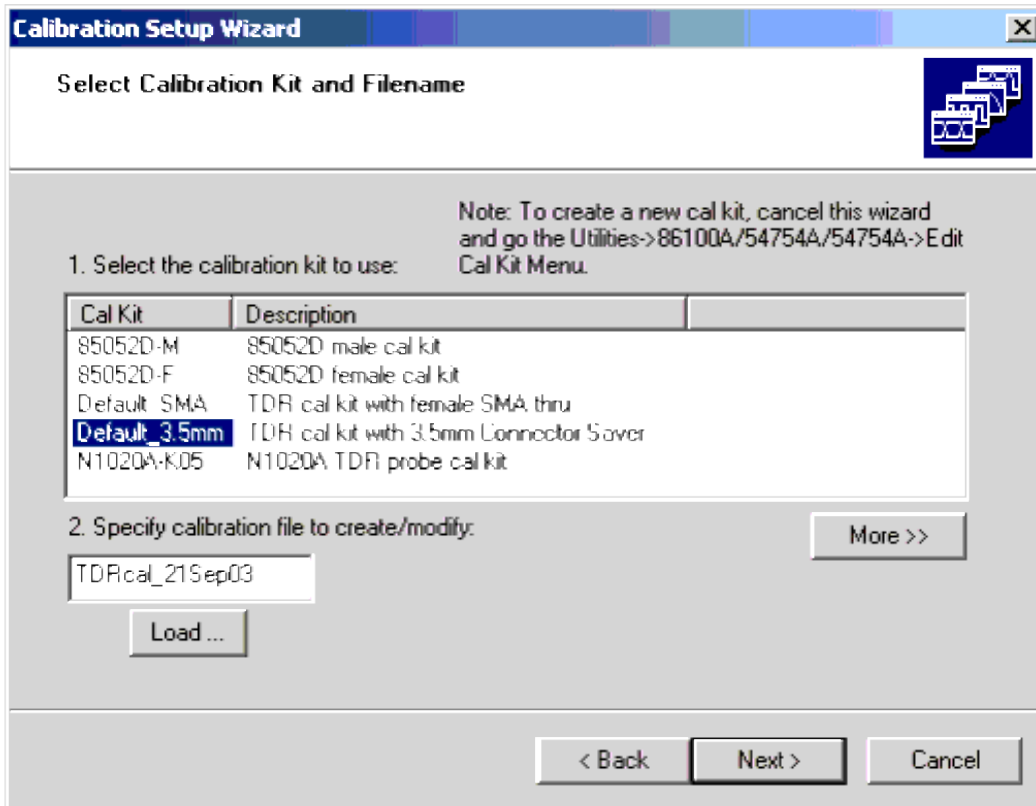 Calibration Setup Wizard
Select Calibration Kit and Filename
Note: To create a new cal kit, cancel this wizard
and go the Utilities->86100A/54754A/54754A->Edit
Cal Kit Menu.
1. Select the calibration kit to use:
Cal Kit Description
85052D-M 85052D male cal kit
85052D-F 85052D female cal kit
Default_SMA TDR cal kit with female SMA thru
Default_3.5mm TDR cal kit with 3.5mm Connector Saver
N1020A-K05 N1020A TDR probe cal kit
2. Specify calibration file to create/modify:
More >>
TDRcal_21Sep03
Load ...
< Back Next > Cancel